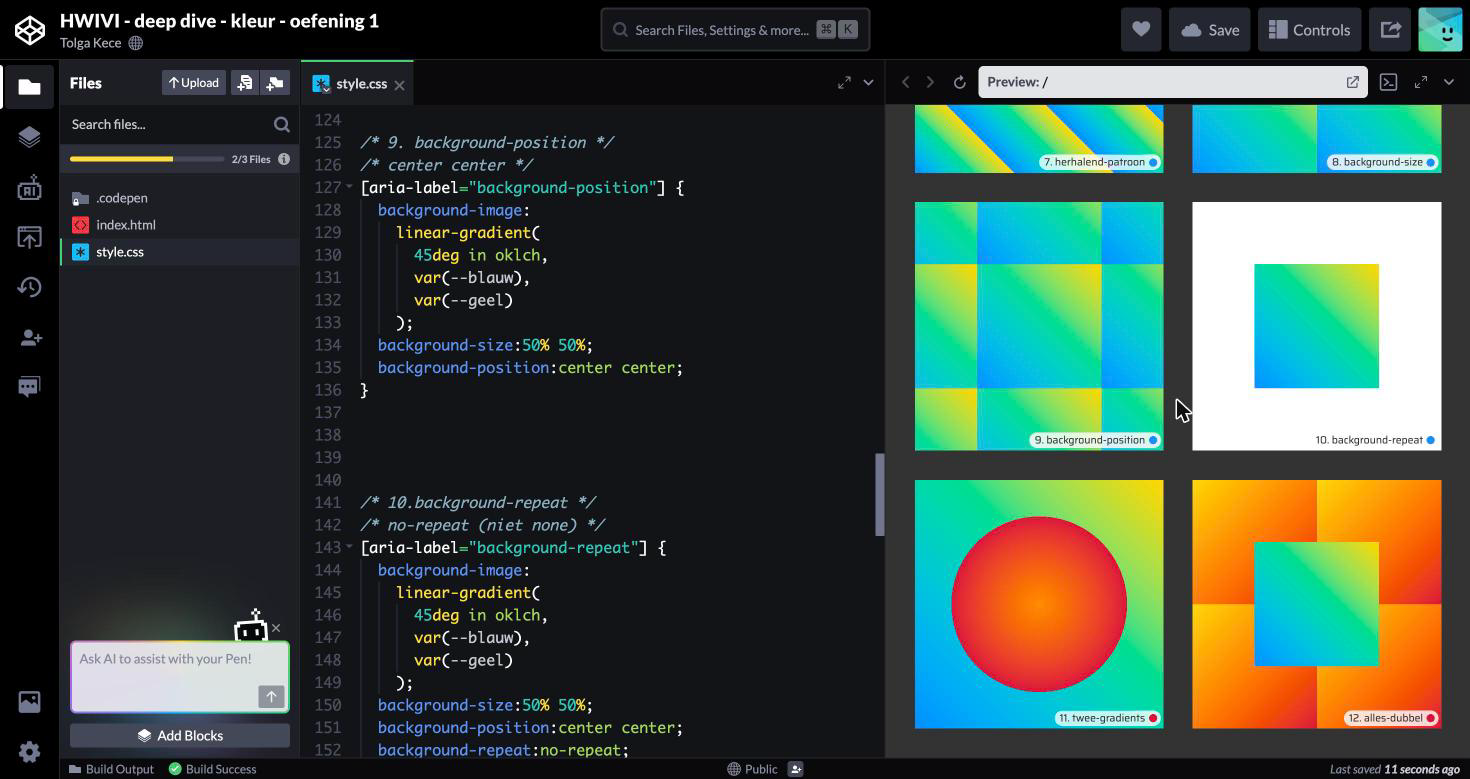 HWIVI - deep dive - kleur - oefening 1
Tolga Kece
Search Files, Settings & more... ⌘ K
Save
Controls
Files
Upload
style.css
Preview: /
Search files...
2/3 Files
.codepen
index.html
style.css
124
125 /* 9. background-position */
126 /* center center */
127 [aria-label="background-position"] {
128 background-image:
129 linear-gradient(
130 45deg in oklch,
131 var(--blauw),
132 var(--geel)
133 );
134 background-size:50% 50%;
135 background-position:center center;
136 }
137
138
139
140
141 /* 10.background-repeat */
142 /* no-repeat (niet none) */
143 [aria-label="background-repeat"] {
144 background-image:
145 linear-gradient(
146 45deg in oklch,
147 var(--blauw),
148 var(--geel)
149 );
150 background-size:50% 50%;
151 background-position:center center;
152 background-repeat:no-repeat;
7. herhalend-patroon
8. background-size
9. background-position
10. background-repeat
11. twee-gradients
12. alles-dubbel
AI
Ask AI to assist with your Pen!
Add Blocks
Build Output
Build Success
Public
Last saved 11 seconds ago